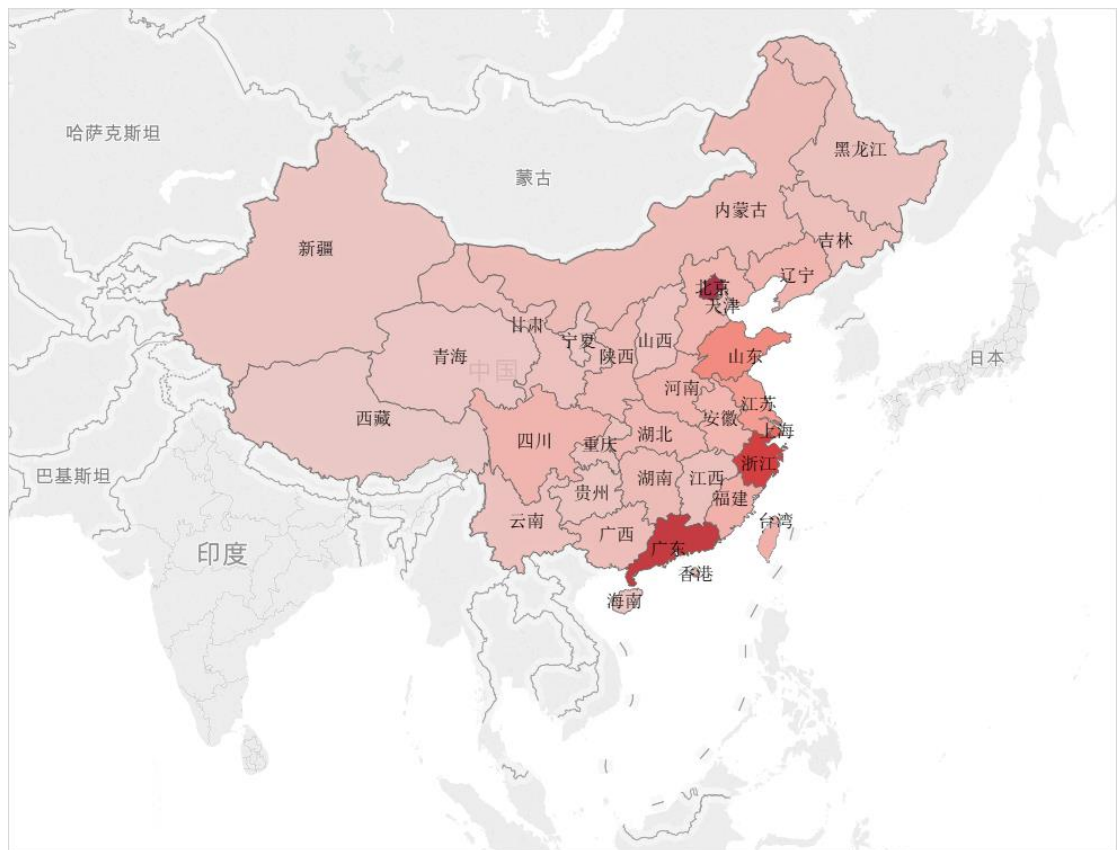 黑龙江
哈萨克斯坦
蒙古
内蒙古
吉林
新疆
辽宁
北京
天津
甘肃
宁夏
山西
陕西
青海
中国
山东
日本
河南
西藏
江苏
安徽
上海
四川
重庆
湖北
浙江
巴基斯坦
湖南
江西
贵州
福建
云南
台湾
广西
广东
印度
香港
海南